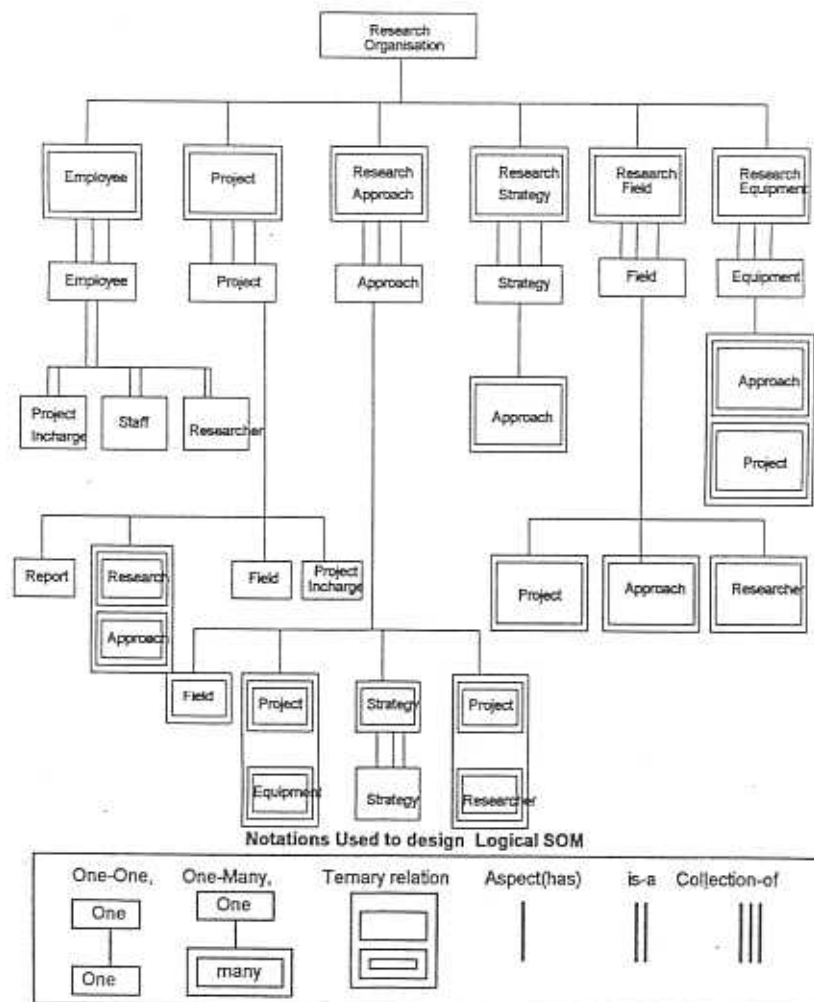 Research
Organisation
Employee
Project
Research
Approach
Research
Strategy
Research
Field
Research
Equipment
Employee
Project
Approach
Strategy
Field
Equipment
Project
Incharge
Staff
Researcher
Approach
Approach
Project
Report
Research
Approach
Field
Project
Incharge
Project
Approach
Researcher
Field
Project
Equipment
Strategy
Strategy
Project
Researcher
Notations Used to design Logical SOM
One-One,
One-Many,
Ternary relation
Aspect(has)
is-a
Collection-of
One
One
One
many